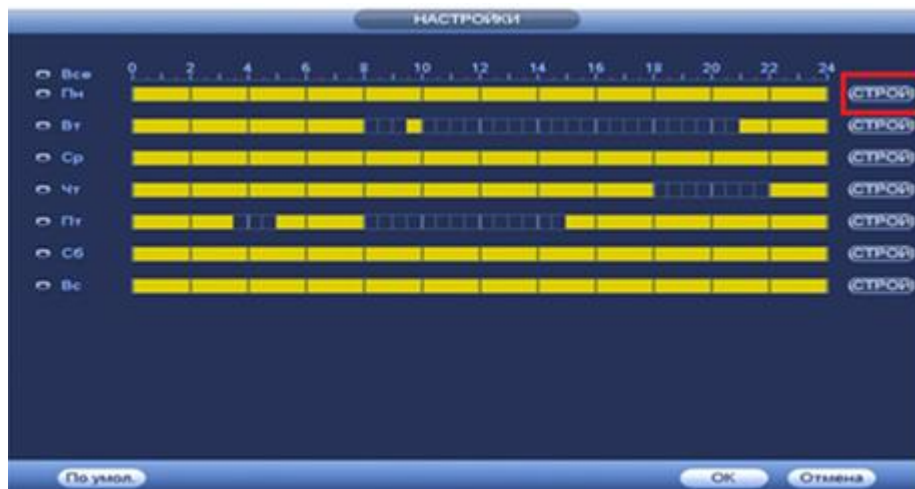 НАСТРОЙКИ
0 2 4 6 8 10 12 14 16 18 20 22 24
Все
Пн (СТРОЙ)
Вт (СТРОЙ)
Ср (СТРОЙ)
Чт (СТРОЙ)
Пт (СТРОЙ)
Сб (СТРОЙ)
Вс (СТРОЙ)
По умол. OK Отмена